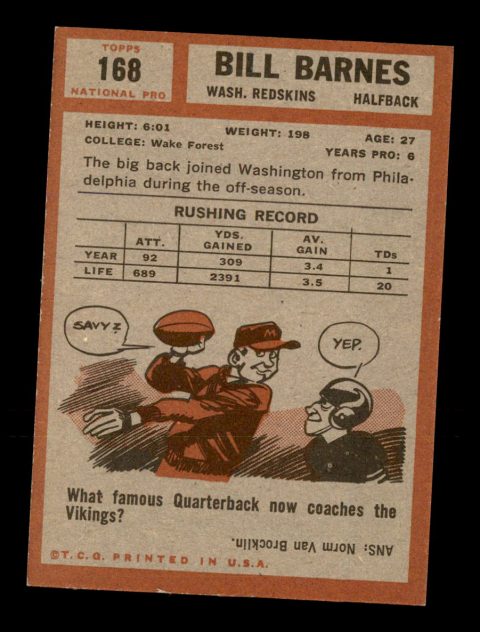 TOPPS
168
NATIONAL PRO
BILL BARNES
WASH. REDSKINS HALFBACK
HEIGHT: 6:01 WEIGHT: 198 AGE: 27
COLLEGE: Wake Forest YEARS PRO: 6
The big back joined Washington from Phila-
delphia during the off-season.
RUSHING RECORD
ATT. YDS. GAINED AV. GAIN TDs
YEAR 92 309 3.4 1
LIFE 689 2391 3.5 20
SAVY?
YEP.
M
What famous Quarterback now coaches the
Vikings?
ANS: Norm Van Brocklin.
©T.C.G. PRINTED IN U.S.A.